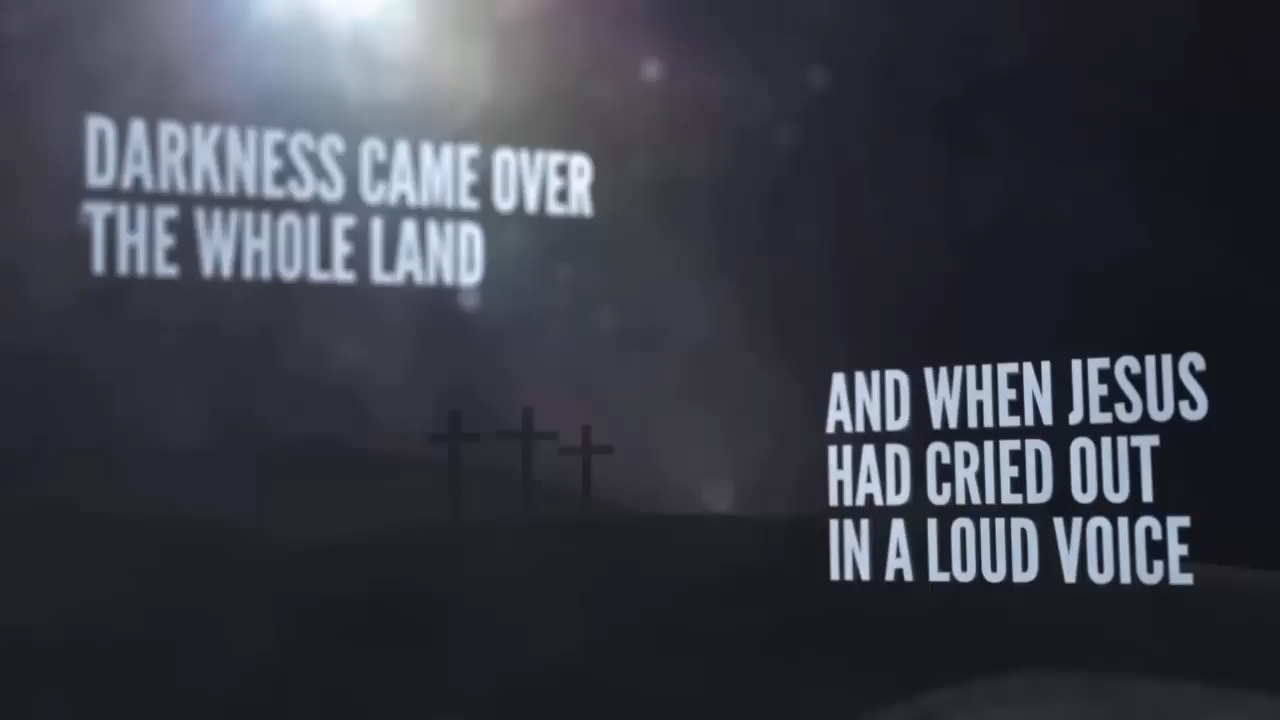 DARKNESS CAME OVER
THE WHOLE LAND
AND WHEN JESUS
HAD CRIED OUT
IN A LOUD VOICE